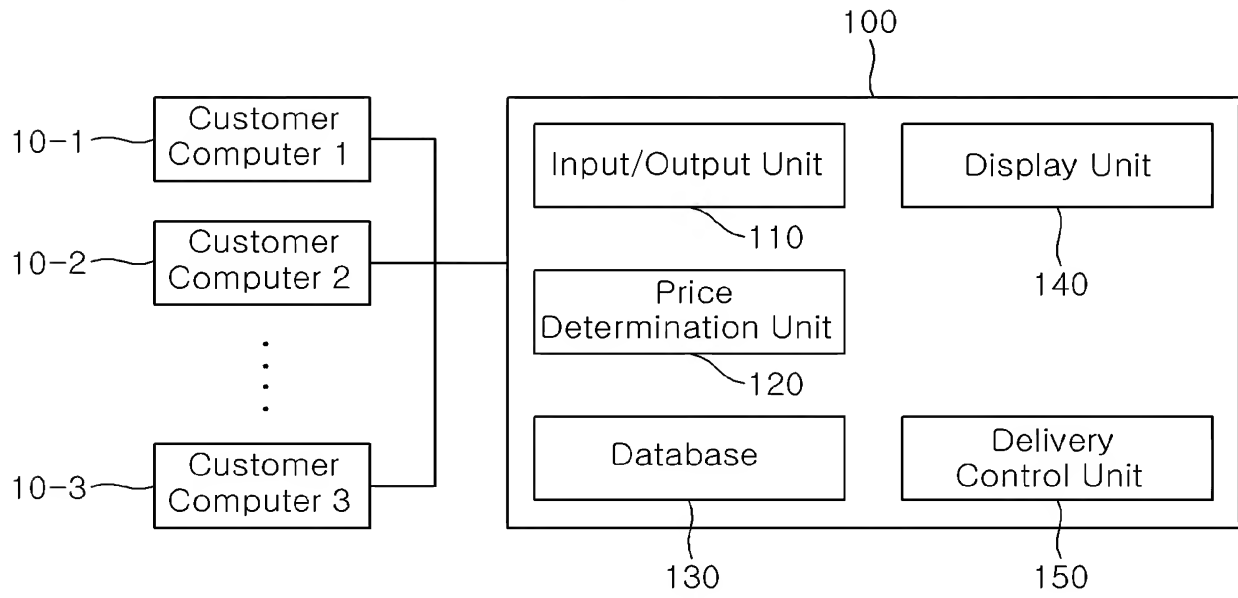 100
10-1
Customer
Computer 1
Input/Output Unit
110
Display Unit
140
10-2
Customer
Computer 2
Price
Determination Unit
120
10-3
Customer
Computer 3
Database
130
Delivery
Control Unit
150